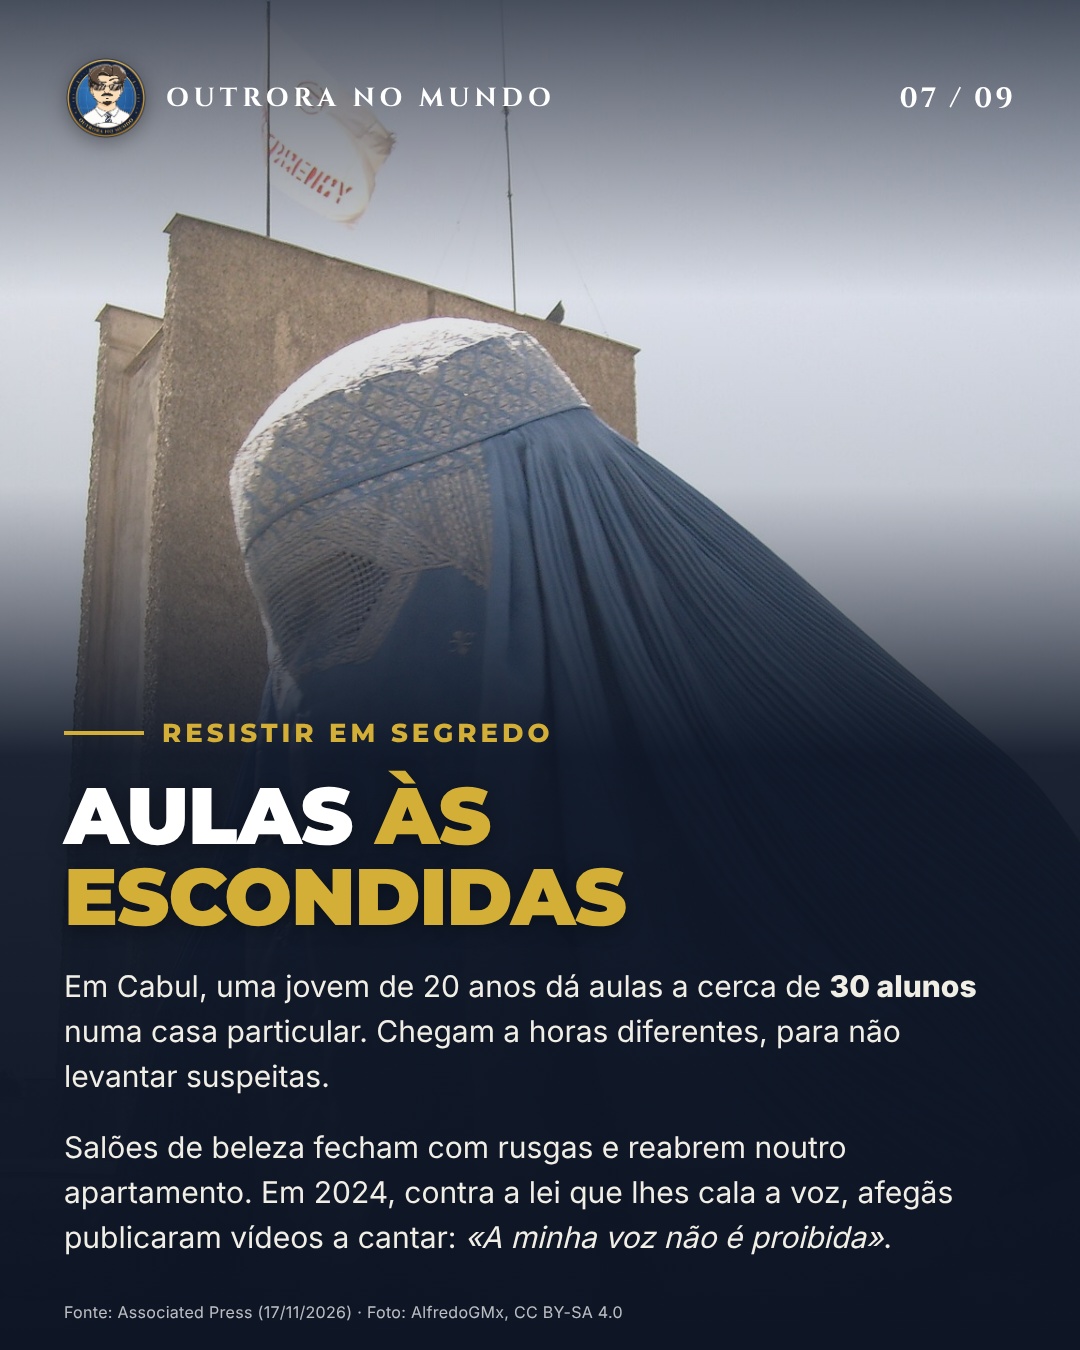 OUTRORA NO MUNDO
07 / 09
RESISTIR EM SEGREDO
AULAS ÀS
ESCONDIDAS
Em Cabul, uma jovem de 20 anos dá aulas a cerca de 30 alunos
numa casa particular. Chegam a horas diferentes, para não
levantar suspeitas.
Salões de beleza fecham com rusgas e reabrem noutro
apartamento. Em 2024, contra a lei que lhes cala a voz, afegãs
publicaram vídeos a cantar: «A minha voz não é proibida».
Fonte: Associated Press (17/11/2026) · Foto: AlfredoGMx, CC BY-SA 4.0